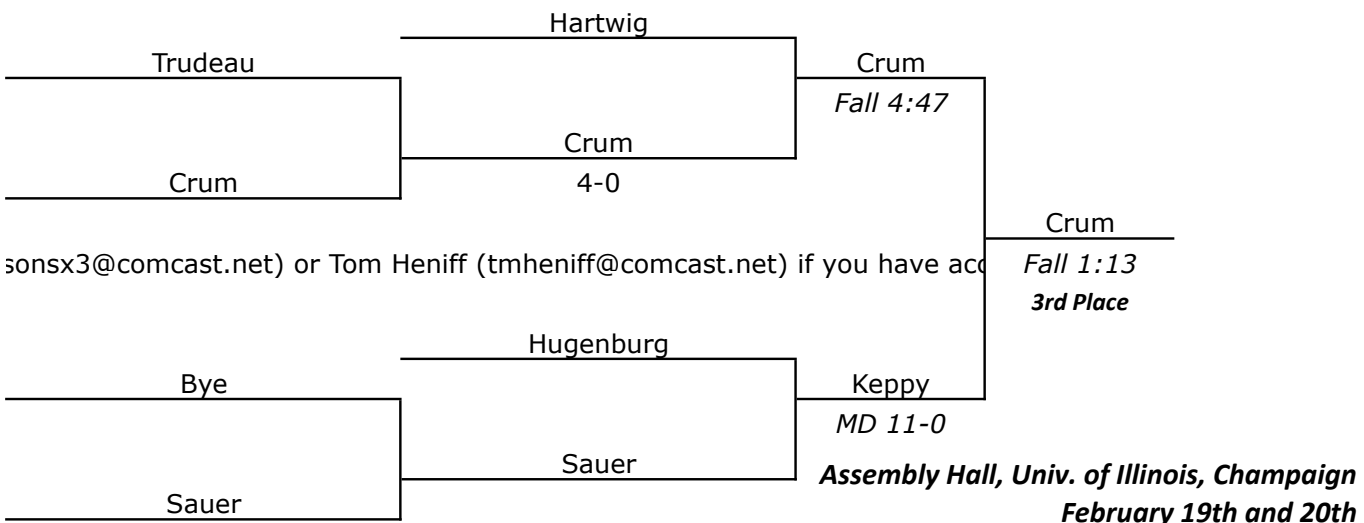 Hartwig
Trudeau
Crum
Fall 4:47
Crum
Crum
4-0
Crum
sonsx3@comcast.net) or Tom Heniff (tmheniff@comcast.net) if you have acc
Fall 1:13
3rd Place
Hugenburg
Bye
Keppy
MD 11-0
Sauer
Assembly Hall, Univ. of Illinois, Champaign
Sauer
February 19th and 20th